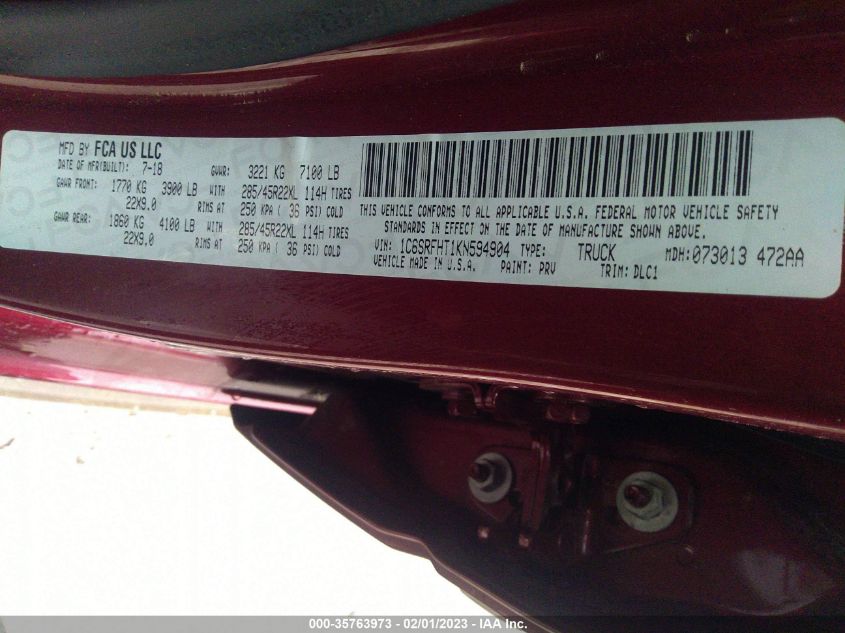 MFD BY FCA US LLC
DATE OF MFR(BUILT): 7-18 GVWR: 3221 KG 7100 LB
GAWR FRONT: 1770 KG 3900 LB WITH 285/45R22XL 114H TIRES
22X9.0 RIMS AT 250 KPA ( 36 PSI) COLD
GAWR REAR: 1860 KG 4100 LB WITH 285/45R22XL 114H TIRES
22X9.0 RIMS AT 250 KPA ( 36 PSI) COLD
THIS VEHICLE CONFORMS TO ALL APPLICABLE U.S.A. FEDERAL MOTOR VEHICLE SAFETY
STANDARDS IN EFFECT ON THE DATE OF MANUFACTURE SHOWN ABOVE.
VIN: 1C6SRFHT1KN594904 TYPE: TRUCK MDH: 073013 472AA
VEHICLE MADE IN U.S.A. PAINT: PRV TRIM: DLC1
000-35763973 - 02/01/2023 - IAA Inc.